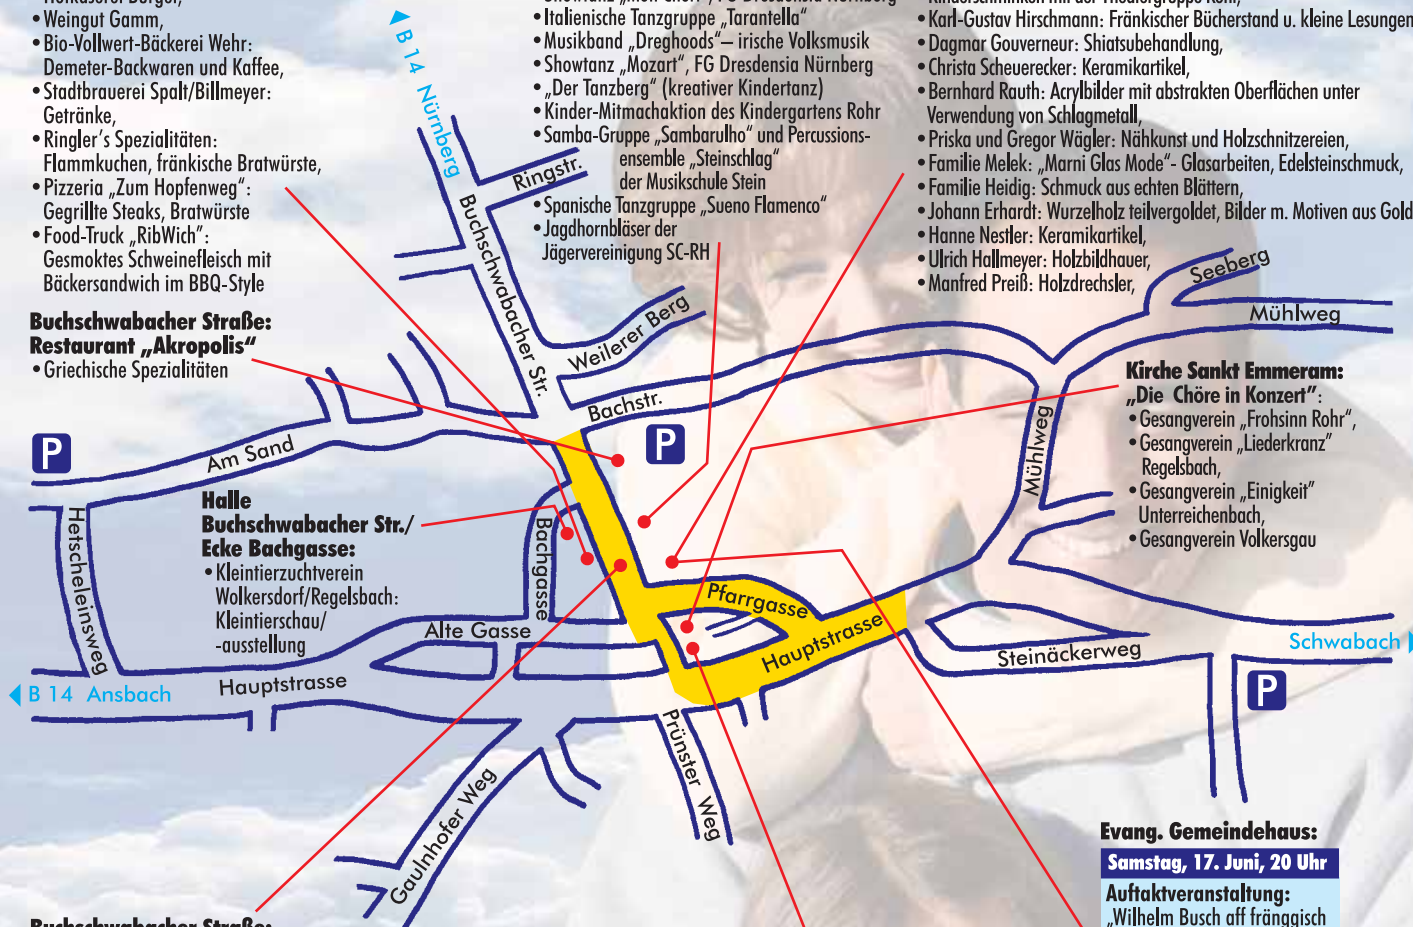 • Weingut Gamm,
• Bio-Vollwert-Bäckerei Wehr:
Demeter-Backwaren und Kaffee,
• Stadtbrauerei Spalt/Billmeyer:
Getränke,
• Ringler's Spezialitäten:
Flammkuchen, fränkische Bratwürste,
• Pizzeria „Zum Hopfenweg“:
Gegrillte Steaks, Bratwürste
• Food-Truck „RibWich“:
Gesmoktes Schweinefleisch mit
Bäckersandwich im BBQ-Style
Buchschwabacher Straße:
Restaurant „Akropolis“
• Griechische Spezialitäten
• Italienische Tanzgruppe „Tarantella“
• Musikband „Dreghoods“– irische Volksmusik
• Showtanz „Mozart“, FG Dresdensia Nürnberg
• „Der Tanzberg“ (kreativer Kindertanz)
• Kinder-Mitmachaktion des Kindergartens Rohr
• Samba-Gruppe „Sambarulho“ und Percussions-
ensemble „Steinschlag“
der Musikschule Stein
• Spanische Tanzgruppe „Sueno Flamenco“
• Jagdhornbläser der
Jägervereinigung SC-RH
• Karl-Gustav Hirschmann: Fränkischer Bücherstand u. kleine Lesungen
• Dagmar Gouverneur: Shiatsubehandlung,
• Christa Scheuerecker: Keramikartikel,
• Bernhard Rauth: Acrylbilder mit abstrakten Oberflächen unter
Verwendung von Schlagmetall,
• Priska und Gregor Wägler: Nähkunst und Holzschnitzereien,
• Familie Melek: „Marni Glas Mode“- Glasarbeiten, Edelsteinschmuck,
• Familie Heidig: Schmuck aus echten Blättern,
• Johann Erhardt: Wurzelholz teilvergoldet, Bilder m. Motiven aus Gold
• Hanne Nestler: Keramikartikel,
• Ulrich Hallmeyer: Holzbildhauer,
• Manfred Preiß: Holzdrechsler,
B 14 Nürnberg
Ringstr.
Buchschwabacher Str.
Weilerer Berg
Bachstr.
Seeberg
Mühlweg
Mühlweg
Kirche Sankt Emmeram:
„Die Chöre in Konzert“:
• Gesangverein „Frohsinn Rohr“,
• Gesangverein „Liederkranz“
Regelsbach,
• Gesangverein „Einigkeit“
Unterreichenbach,
• Gesangverein Volkersgau
P
P
Am Sand
Hetscheleinsweg
Halle
Buchschwabacher Str./
Ecke Bachgasse:
• Kleintierzuchtverein
Wolkersdorf/Regelsbach:
Kleintierschau/
-ausstellung
Bachgasse
Alte Gasse
Pfarrgasse
Hauptstrasse
Steinäckerweg
Schwabach
P
B 14 Ansbach
Hauptstrasse
Prünster Weg
Gaulnhofer Weg
Evang. Gemeindehaus:
Samstag, 17. Juni, 20 Uhr
Auftaktveranstaltung:
„Wilhelm Busch aff fränggisch